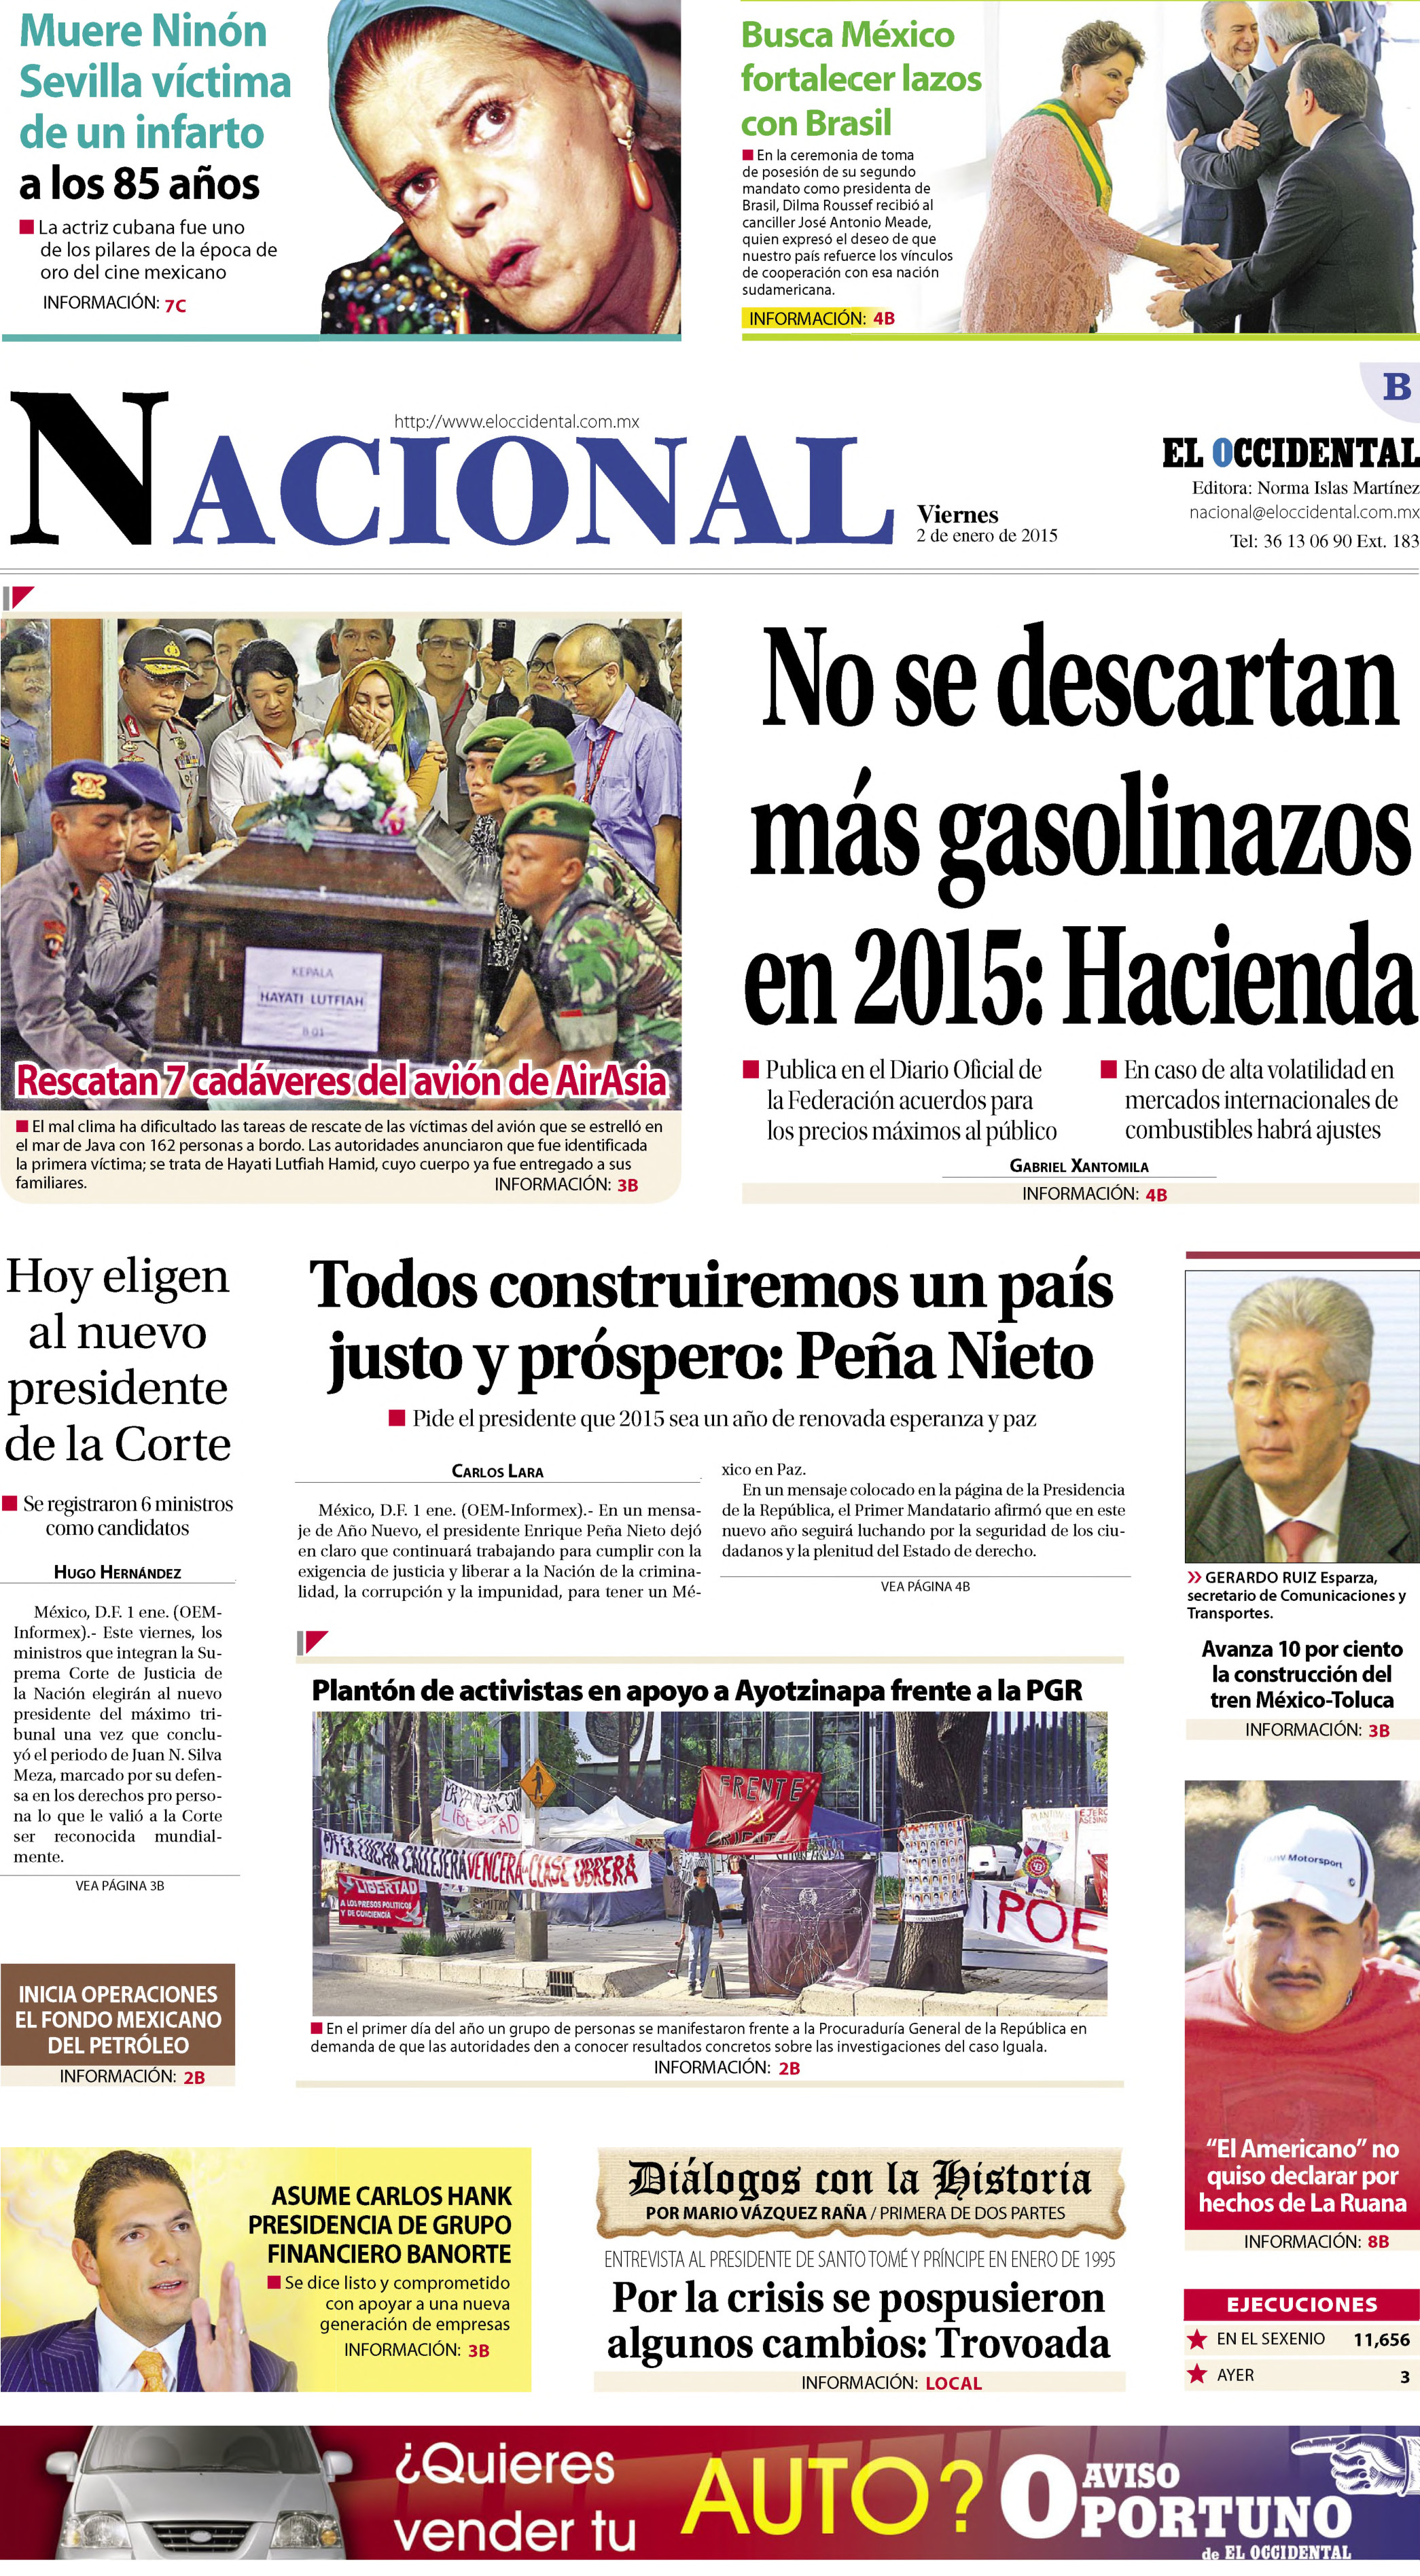 Muere Ninón
Sevilla víctima
de un infarto
a los 85 años
La actriz cubana fue uno
de los pilares de la época de
oro del cine mexicano
INFORMACIÓN: 7C
Busca México
fortalecer lazos
con Brasil
En la ceremonia de toma
de posesión de su segundo
mandato como presidenta de
Brasil, Dilma Roussef recibió al
canciller José Antonio Meade,
quien expresó el deseo de que
nuestro país refuerce los vínculos
de cooperación con esa nación
sudamericana.
INFORMACIÓN: 4B
B
http://www.eloccidental.com.mx
NACIONAL
Viernes
2 de enero de 2015
EL OCCIDENTAL
Editora: Norma Islas Martínez
nacional@eloccidental.com.mx
Tel: 36 13 06 90 Ext. 183
KEPALA
HAYATI LUTFIAH
B 01
Rescatan 7 cadáveres del avión de AirAsia
El mal clima ha dificultado las tareas de rescate de las víctimas del avión que se estrelló en
el mar de Java con 162 personas a bordo. Las autoridades anunciaron que fue identificada
la primera víctima; se trata de Hayati Lutfiah Hamid, cuyo cuerpo ya fue entregado a sus
familiares.
INFORMACIÓN: 3B
No se descartan
más gasolinazos
en 2015: Hacienda
Publica en el Diario Oficial de
la Federación acuerdos para
los precios máximos al público
En caso de alta volatilidad en
mercados internacionales de
combustibles habrá ajustes
GABRIEL XANTOMILA
INFORMACIÓN: 4B
Hoy eligen
al nuevo
presidente
de la Corte
Se registraron 6 ministros
como candidatos
HUGO HERNÁNDEZ
México, D.F. 1 ene. (OEM-
Informex).- Este viernes, los
ministros que integran la Su-
prema Corte de Justicia de
la Nación elegirán al nuevo
presidente del máximo tri-
bunal una vez que conclu-
yó el periodo de Juan N. Silva
Meza, marcado por su defen-
sa en los derechos pro perso-
na lo que le valió a la Corte
ser reconocida mundial-
mente.
VEA PÁGINA 3B
INICIA OPERACIONES
EL FONDO MEXICANO
DEL PETRÓLEO
INFORMACIÓN: 2B
Todos construiremos un país
justo y próspero: Peña Nieto
Pide el presidente que 2015 sea un año de renovada esperanza y paz
CARLOS LARA
México, D.F. 1 ene. (OEM-Informex).- En un mensa-
je de Año Nuevo, el presidente Enrique Peña Nieto dejó
en claro que continuará trabajando para cumplir con la
exigencia de justicia y liberar a la Nación de la crimina-
lidad, la corrupción y la impunidad, para tener un Mé-
xico en Paz.
En un mensaje colocado en la página de la Presidencia
de la República, el Primer Mandatario afirmó que en este
nuevo año seguirá luchando por la seguridad de los ciu-
dadanos y la plenitud del Estado de derecho.
VEA PÁGINA 4B
Plantón de activistas en apoyo a Ayotzinapa frente a la PGR
LIBERTAD
FRENTE
ORIENTE
LUCHA CALLEJERA VENCERA CLASE OBRERA
LIBERTAD
A LOS PRESOS POLITICOS
Y DE CONCIENCIA
¡POE
En el primer día del año un grupo de personas se manifestaron frente a la Procuraduría General de la República en
demanda de que las autoridades den a conocer resultados concretos sobre las investigaciones del caso Iguala.
INFORMACIÓN: 2B
GERARDO RUIZ Esparza,
secretario de Comunicaciones y
Transportes.
Avanza 10 por ciento
la construcción del
tren México-Toluca
INFORMACIÓN: 3B
Motorsport
“El Americano” no
quiso declarar por
hechos de La Ruana
INFORMACIÓN: 8B
EJECUCIONES
EN EL SEXENIO 11,656
AYER 3
ASUME CARLOS HANK
PRESIDENCIA DE GRUPO
FINANCIERO BANORTE
Se dice listo y comprometido
con apoyar a una nueva
generación de empresas
INFORMACIÓN: 3B
Diálogos con la Historia
POR MARIO VÁZQUEZ RAÑA / PRIMERA DE DOS PARTES
ENTREVISTA AL PRESIDENTE DE SANTO TOMÉ Y PRÍNCIPE EN ENERO DE 1995
Por la crisis se pospusieron
algunos cambios: Trovoada
INFORMACIÓN: LOCAL
¿Quieres
vender tu
AUTO?
AVISO
OPORTUNO
de EL OCCIDENTAL